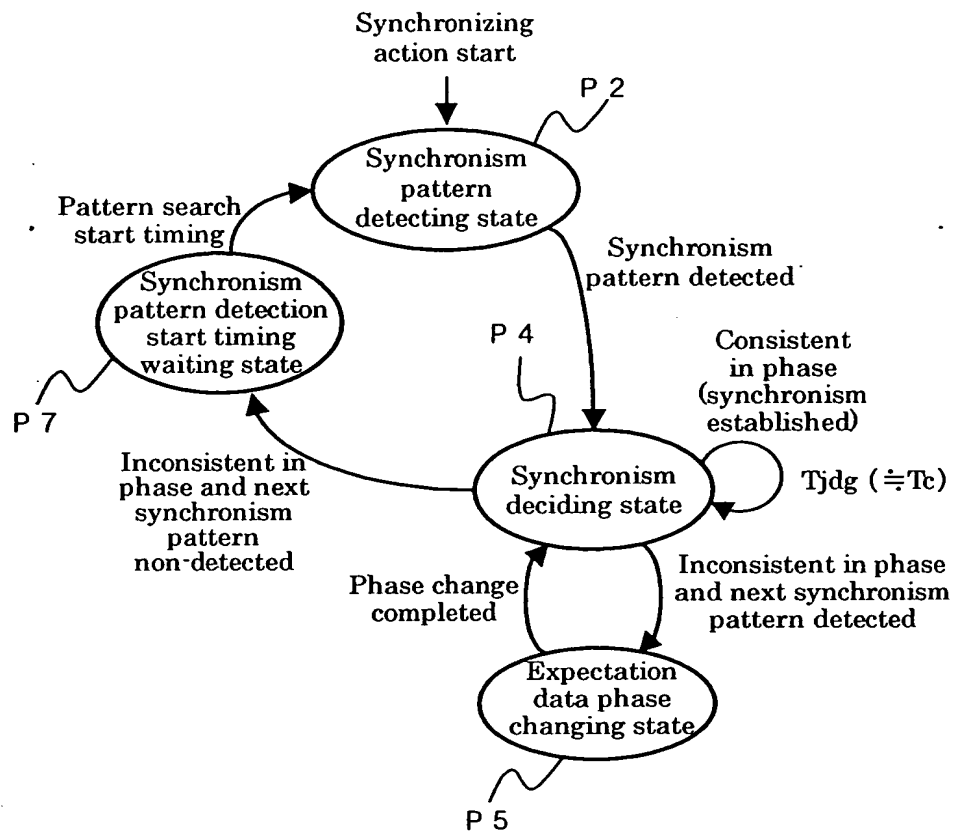 Synchronizing
action start
P 2
Synchronism
pattern
detecting state
Pattern search
start timing
Synchronism
pattern detected
Synchronism
pattern detection
start timing
waiting state
P 7
P 4
Consistent
in phase
(synchronism
established)
Tjdg (≒Tc)
Synchronism
deciding state
Inconsistent in
phase and next
synchronism
pattern
non-detected
Phase change
completed
Inconsistent in phase
and next synchronism
pattern detected
Expectation
data phase
changing state
P 5